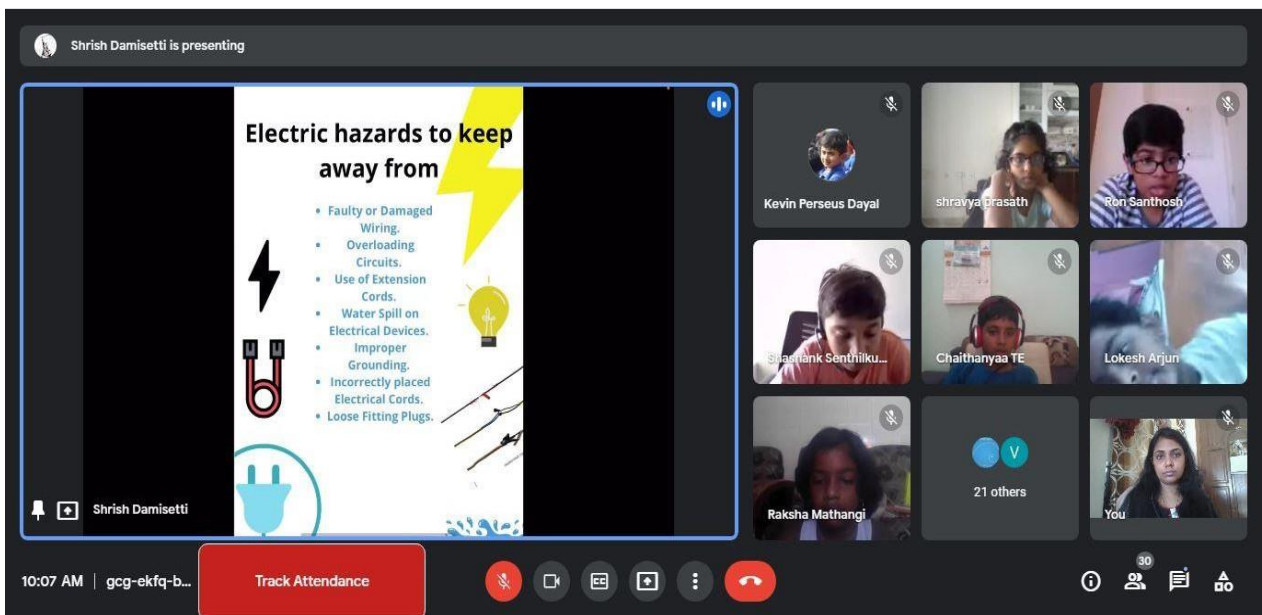 Shrish Damisetti is presenting
Electric hazards to keep
away from
• Faulty or Damaged
Wiring.
• Overloading
Circuits.
• Use of Extension
Cords.
• Water Spill on
Electrical Devices.
• Improper
Grounding.
• Incorrectly placed
Electrical Cords.
• Loose Fitting Plugs.
Shrish Damisetti
Kevin Perseus Dayal
shravya prasath
Ron Santhosh
Shashank Senthilku...
Chaithanyaa TE
Lokesh Arjun
Raksha Mathangi
V
21 others
You
10:07 AM | gcg-ekfq-b...
Track Attendance
CC
30